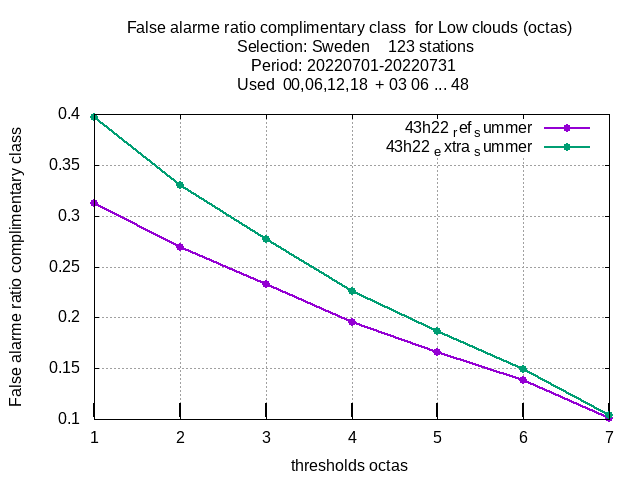 False alarme ratio complimentary class  for Low clouds (octas)
Selection: Sweden    123 stations
Period: 20220701-20220731
Used  00,06,12,18  + 03 06 ... 48
43h22 ref summer
43h22 extra summer
False alarme ratio complimentary class
0.4
0.35
0.3
0.25
0.2
0.15
0.1
1 2 3 4 5 6 7
thresholds octas